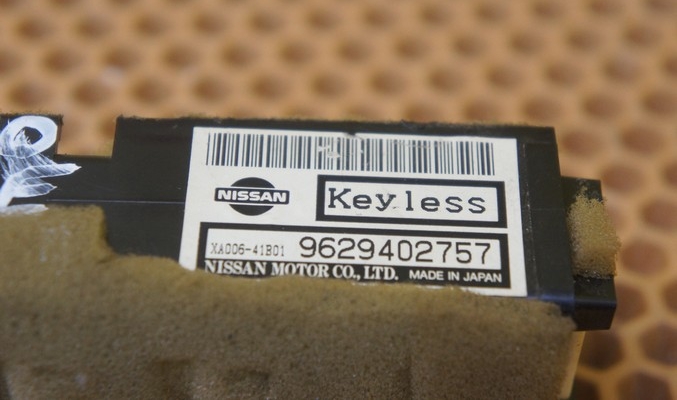 NISSAN
Keyless
XA006-41B01 9629402757
NISSAN MOTOR CO., LTD. MADE IN JAPAN